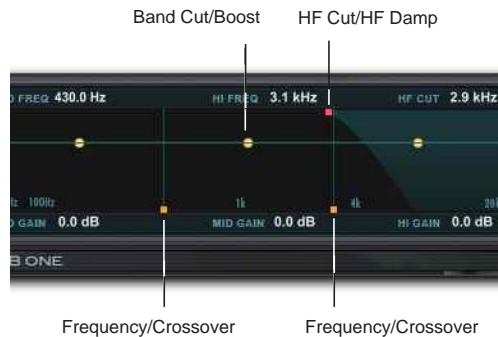 Band Cut/Boost HF Cut/HF Damp
FREQ 430.0 Hz HI FREQ 3.1 kHz HF CUT 2.9 kHz
100Hz 1k 4k 20
GAIN 0.0 dB MID GAIN 0.0 dB HI GAIN 0.0 dB
B ONE
Frequency/Crossover Frequency/Crossover